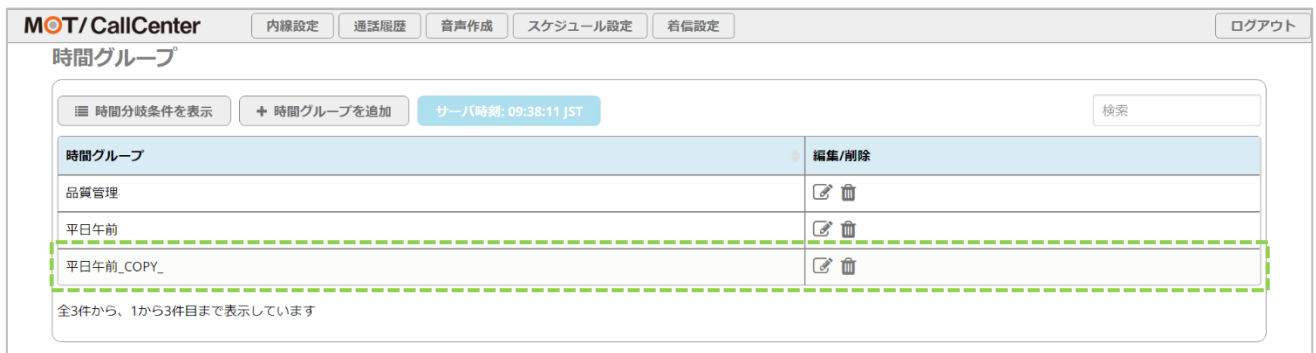 MOT/CallCenter 内線設定 通話履歴 音声作成 スケジュール設定 着信設定 ログアウト
時間グループ
時間分岐条件を表示 + 時間グループを追加 サーバ時刻: 09:38:11 JST 検索
時間グループ 編集/削除
品質管理
平日午前
平日午前_COPY_
全3件から、1から3件目まで表示しています